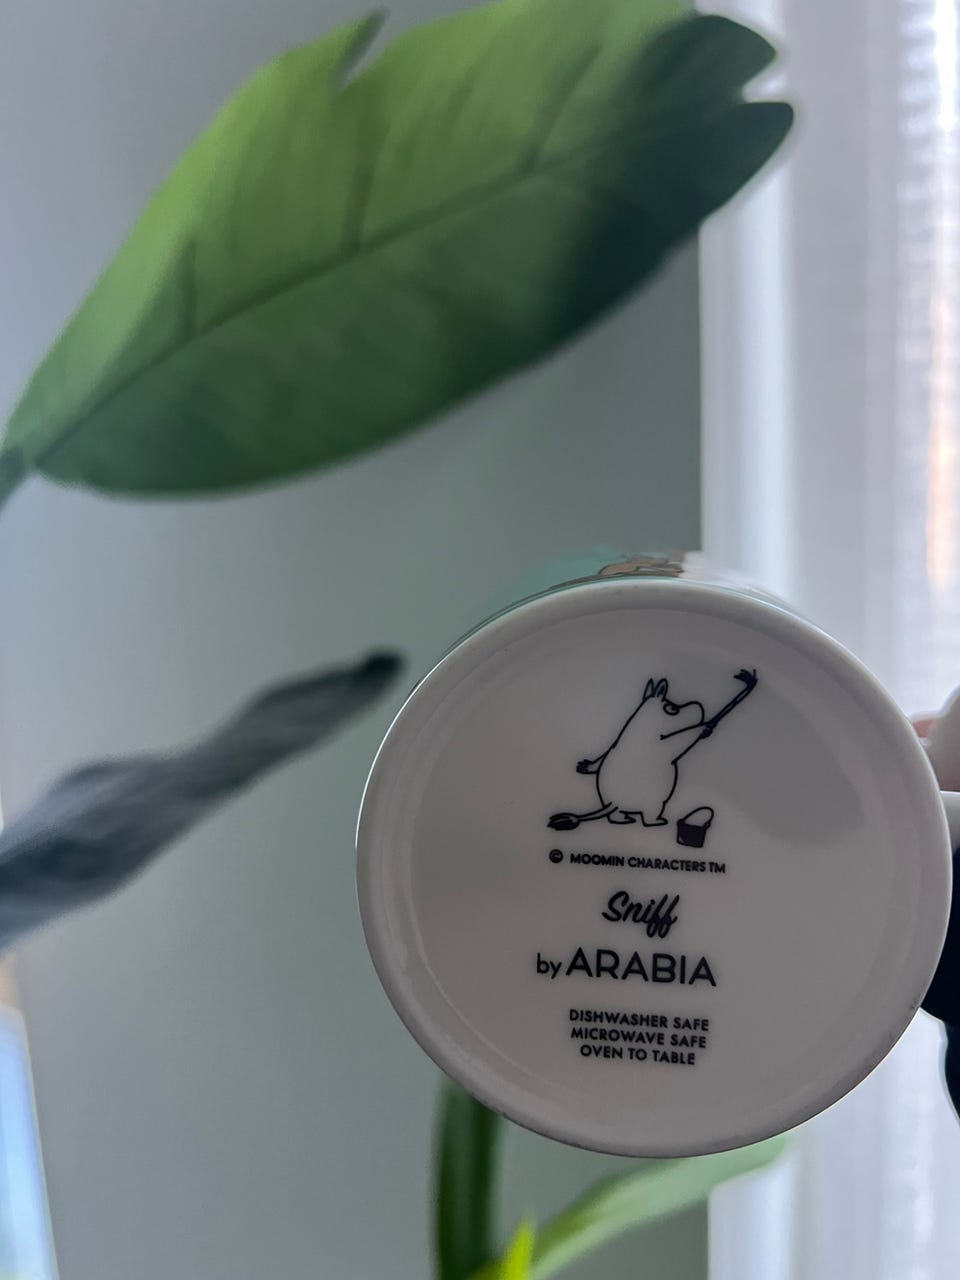 © MOOMIN CHARACTERS TM
Sniff
by ARABIA
DISHWASHER SAFE
MICROWAVE SAFE
OVEN TO TABLE